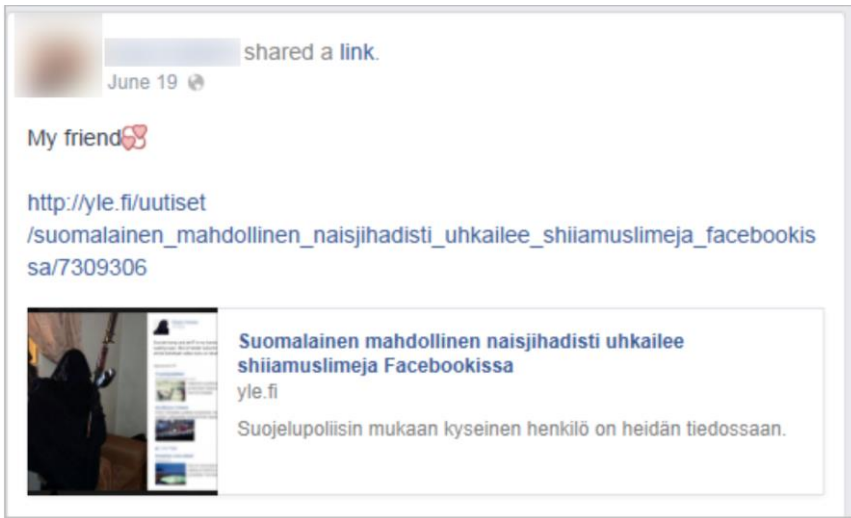 shared a link.
June 19
My friend💞
http://yle.fi/uutiset
/suomalainen_mahdollinen_naisjihadisti_uhkailee_shiiamuslimeja_facebookis
sa/7309306
Suomalainen mahdollinen naisjihadisti uhkailee
shiiamuslimeja Facebookissa
yle.fi
Suojelupoliisin mukaan kyseinen henkilö on heidän tiedossaan.